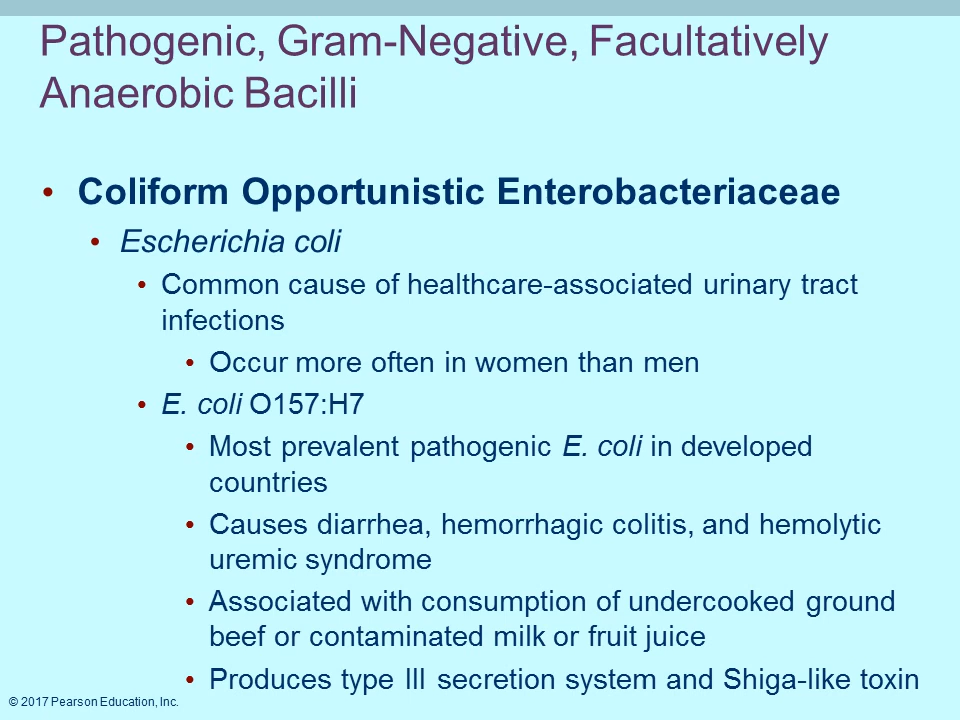 Pathogenic, Gram-Negative, Facultatively
Anaerobic Bacilli
• Coliform Opportunistic Enterobacteriaceae
• Escherichia coli
• Common cause of healthcare-associated urinary tract
infections
• Occur more often in women than men
• E. coli O157:H7
• Most prevalent pathogenic E. coli in developed
countries
• Causes diarrhea, hemorrhagic colitis, and hemolytic
uremic syndrome
• Associated with consumption of undercooked ground
beef or contaminated milk or fruit juice
• Produces type III secretion system and Shiga-like toxin
© 2017 Pearson Education, Inc.